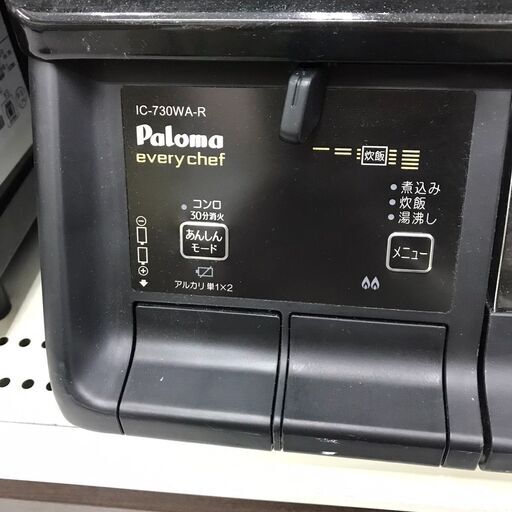 IC-730WA-R
Paloma
every chef
炊飯
コンロ
30分消火
あんしん
モード
アルカリ 単1×2
煮込み
炊飯
湯沸し
メニュー